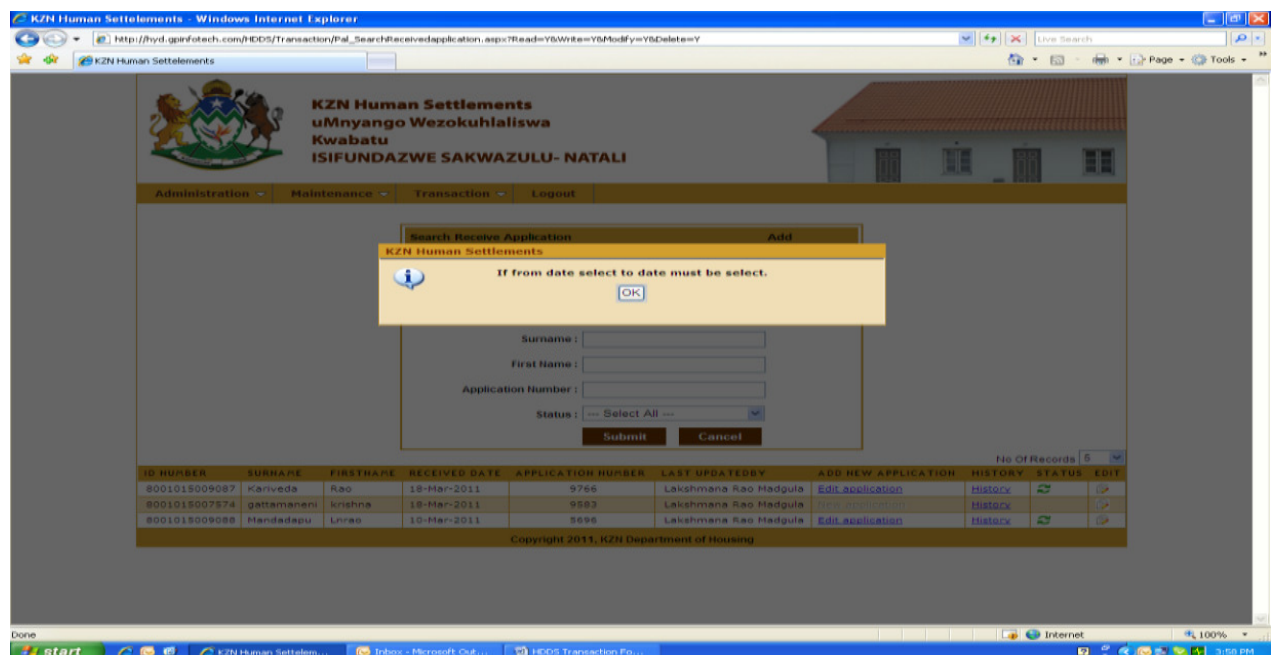 KZN Human Settelements - Windows Internet Explorer
http://hyd.gpinfotech.com/HDDS/Transaction/Pal_SearchReceivedapplication.aspx?Read=Y&Write=Y&Modify=Y&Delete=Y
Live Search
KZN Human Settelements
Page Tools
KZN Human Settlements
uMnyango Wezokuhlaliswa
Kwabatu
ISIFUNDAZWE SAKWAZULU- NATALI
Administration Maintenance Transaction Logout
Search Receive Application Add
KZN Human Settlements
If from date select to date must be select.
OK
Surname :
First Name :
Application Number :
Status : --- Select All ---
Submit Cancel
No Of Records 5
ID NUMBER SURNAME FIRSTNAME RECEIVED DATE APPLICATION NUMBER LAST UPDATEDBY ADD NEW APPLICATION HISTORY STATUS EDIT
8001015009087 Kariveda Rao 18-Mar-2011 9766 Lakshmana Rao Madgula Edit application History
8001015007574 gattamaneni krishna 18-Mar-2011 9583 Lakshmana Rao Madgula New application History
8001015009088 Mandadapu Lnrao 10-Mar-2011 5696 Lakshmana Rao Madgula Edit application History
Copyright 2011, KZN Department of Housing
Done Internet 100%
start KZN Human Settelem... Inbox - Microsoft Out... HDDS Transaction Fo... 3:58 PM